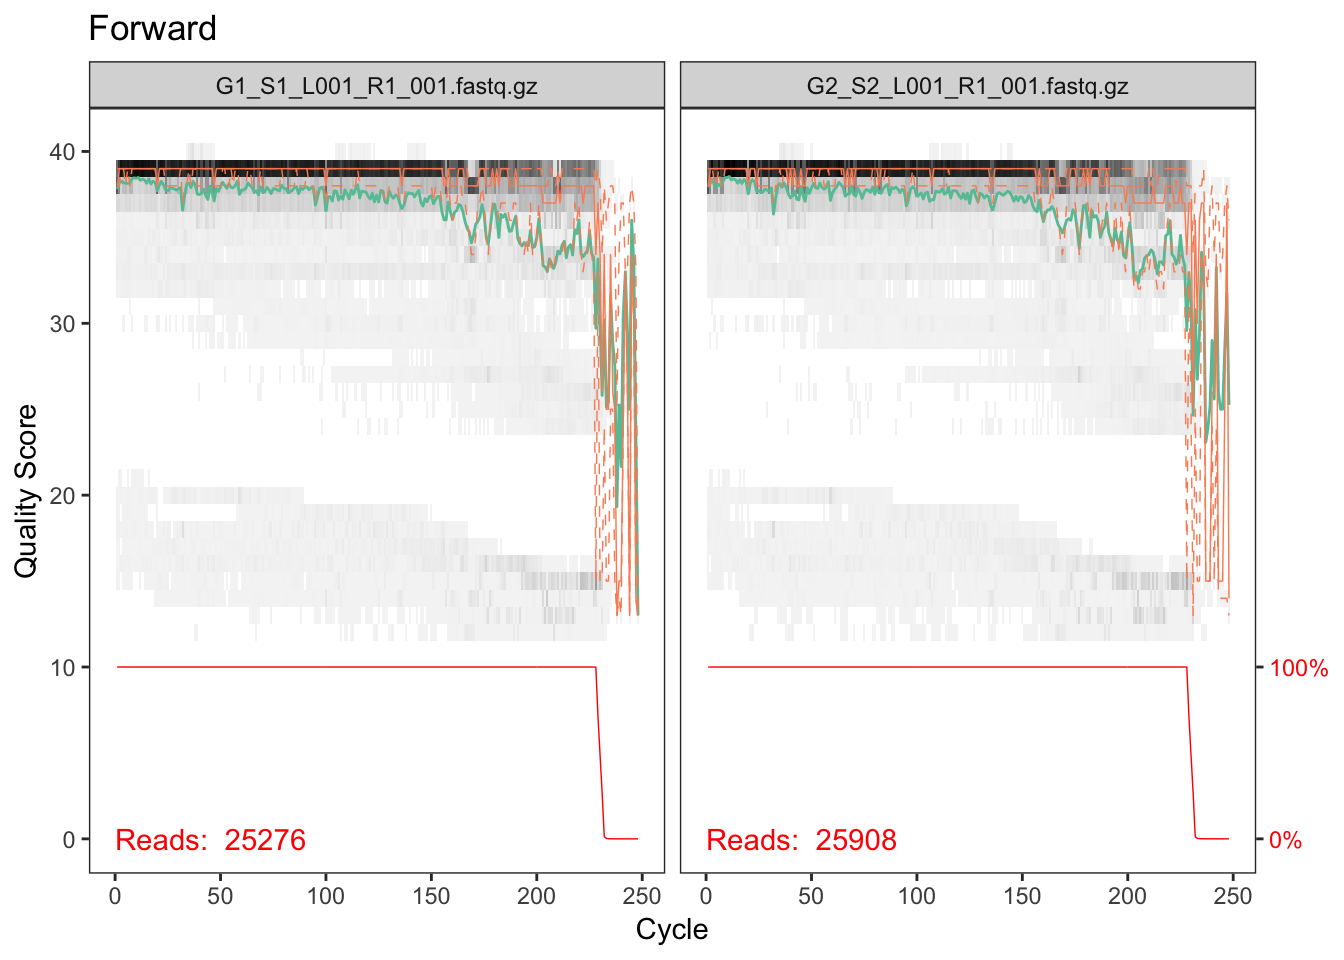 Forward
G1_S1_L001_R1_001.fastq.gz
G2_S2_L001_R1_001.fastq.gz
Quality Score
40
30
20
10
0
Reads: 25276
Reads: 25908
100%
0%
0 50 100 150 200 250
0 50 100 150 200 250
Cycle